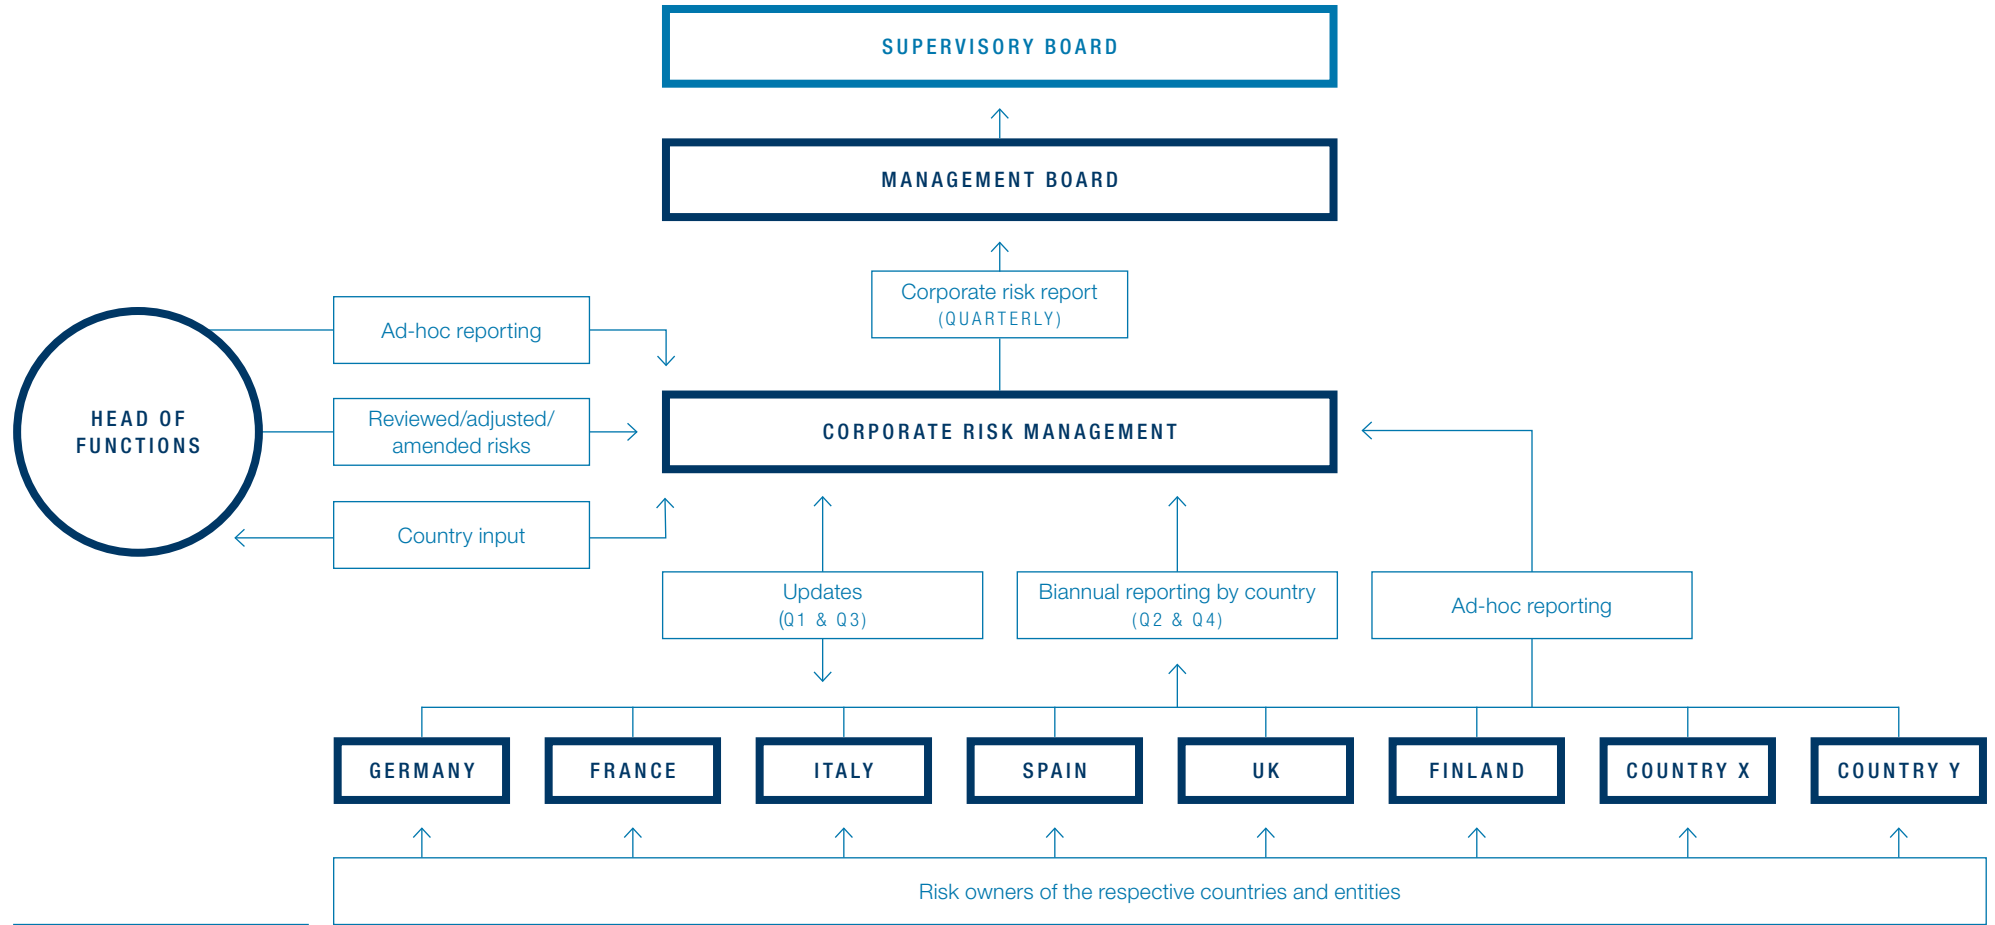 SUPERVISORY BOARD
MANAGEMENT BOARD
Corporate risk report
(QUARTERLY)
Ad-hoc reporting
HEAD OF
FUNCTIONS
Reviewed/adjusted/
amended risks
CORPORATE RISK MANAGEMENT
Country input
Updates
(Q1 & Q3)
Biannual reporting by country
(Q2 & Q4)
Ad-hoc reporting
GERMANY
FRANCE
ITALY
SPAIN
UK
FINLAND
COUNTRY X
COUNTRY Y
Risk owners of the respective countries and entities